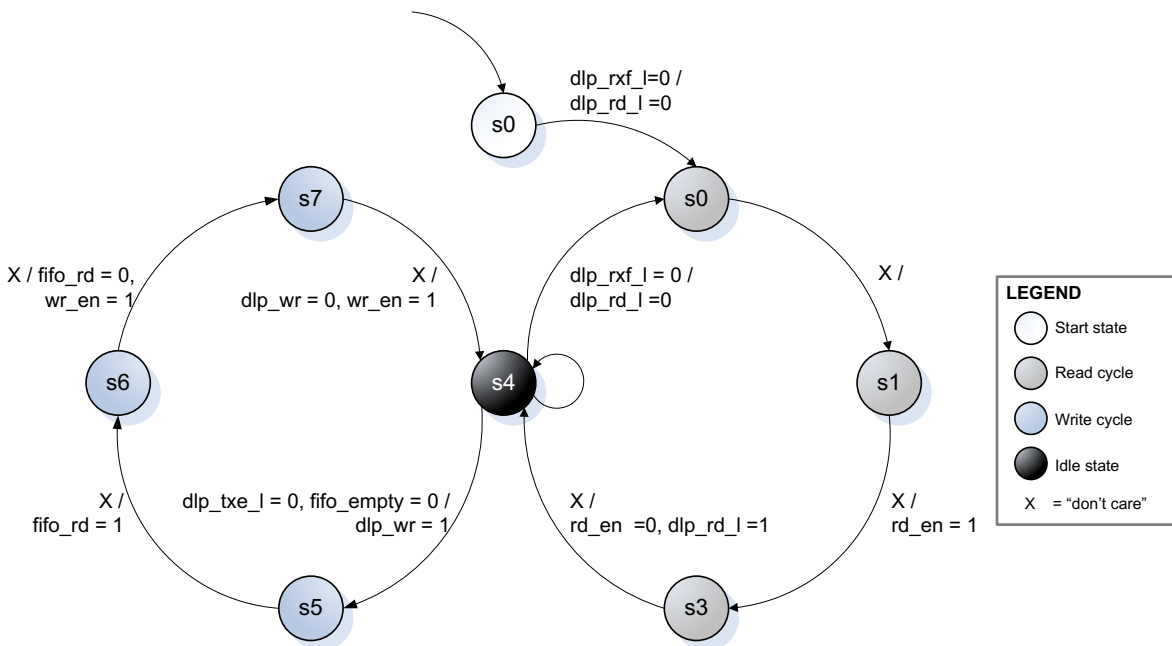 dlp_rxf_l=0 /
dlp_rd_l =0
s0
s7
s0
X / fifo_rd = 0,
wr_en = 1
X /
dlp_wr = 0, wr_en = 1
dlp_rxf_l = 0 /
dlp_rd_l =0
X /
s6
s4
s1
X /
fifo_rd = 1
dlp_txe_l = 0, fifo_empty = 0 /
dlp_wr = 1
X /
rd_en =0, dlp_rd_l=1
X /
rd_en = 1
s5
s3
LEGEND
Start state
Read cycle
Write cycle
Idle state
X = “don’t care”